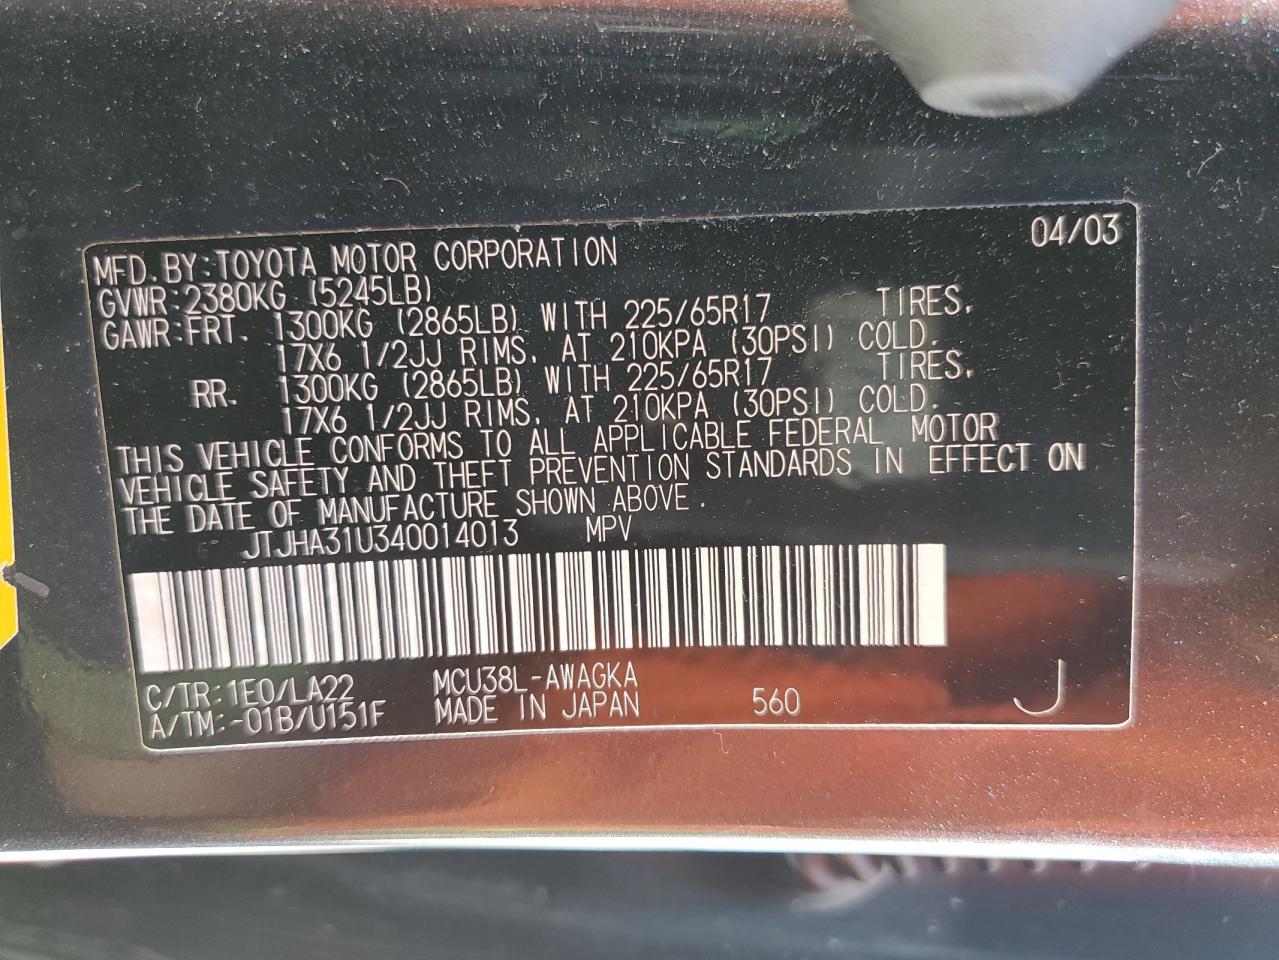 04/03
MFD. BY:TOYOTA MOTOR CORPORATION
GVWR:2380KG (5245LB)
GAWR:FRT. 1300KG (2865LB) WITH 225/65R17 TIRES,
17X6 1/2JJ RIMS, AT 210KPA (30PSI) COLD.
RR. 1300KG (2865LB) WITH 225/65R17 TIRES,
17X6 1/2JJ RIMS, AT 210KPA (30PSI) COLD.
THIS VEHICLE CONFORMS TO ALL APPLICABLE FEDERAL MOTOR
VEHICLE SAFETY AND THEFT PREVENTION STANDARDS IN EFFECT ON
THE DATE OF MANUFACTURE SHOWN ABOVE.
JTJHA31U340014013 MPV
C/TR:1E0/LA22 MCU38L-AWAGKA
A/TM:-01B/U151F MADE IN JAPAN 560 J